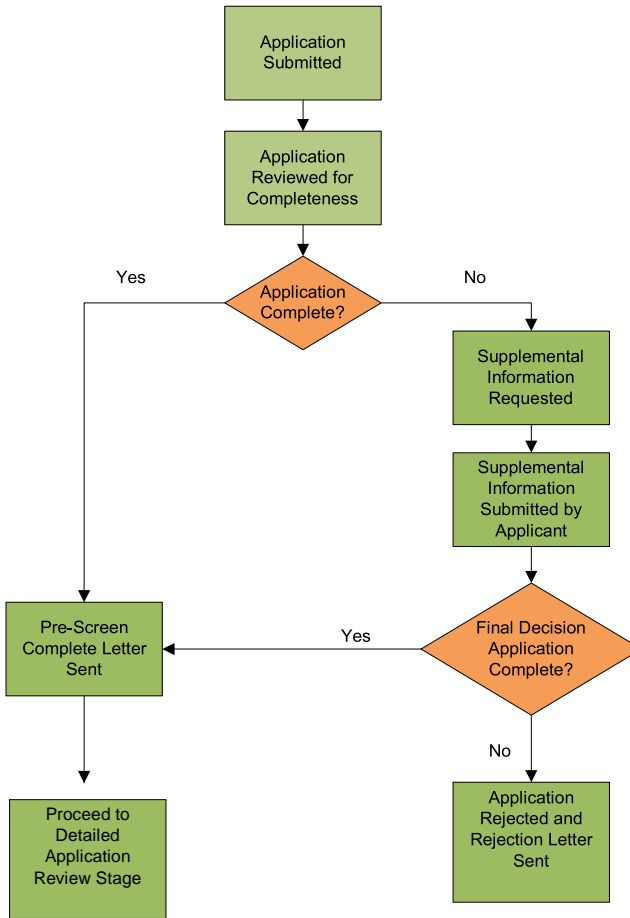 Application
Submitted
Application
Reviewed for
Completeness
Yes
Application
Complete?
No
Supplemental
Information
Requested
Supplemental
Information
Submitted by
Applicant
Pre-Screen
Complete Letter
Sent
Yes
Final Decision
Application
Complete?
No
Proceed to
Detailed
Application
Review Stage
Application
Rejected and
Rejection Letter
Sent